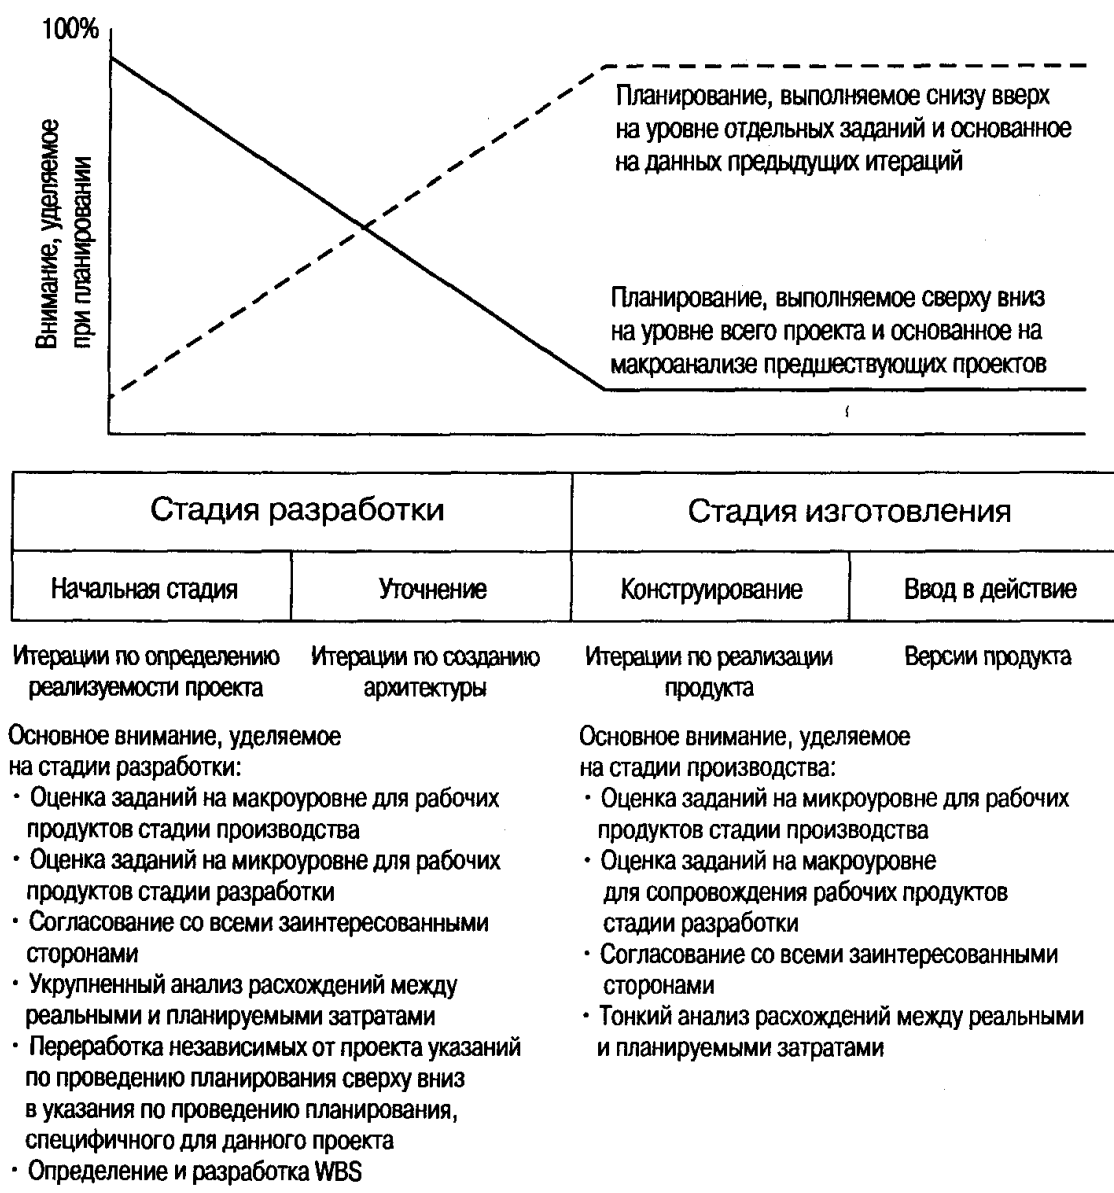 100%
Внимание, уделяемое
при планировании
Планирование, выполняемое снизу вверх
на уровне отдельных заданий и основанное
на данных предыдущих итераций
Планирование, выполняемое сверху вниз
на уровне всего проекта и основанное на
макроанализе предшествующих проектов
Стадия разработки
Стадия изготовления
Начальная стадия
Уточнение
Конструирование
Ввод в действие
Итерации по определению
реализуемости проекта
Итерации по созданию
архитектуры
Итерации по реализации
продукта
Версии продукта
Основное внимание, уделяемое
на стадии разработки:
· Оценка заданий на макроуровне для рабочих
продуктов стадии производства
· Оценка заданий на микроуровне для рабочих
продуктов стадии разработки
· Согласование со всеми заинтересованными
сторонами
· Укрупненный анализ расхождений между
реальными и планируемыми затратами
· Переработка независимых от проекта указаний
по проведению планирования сверху вниз
в указания по проведению планирования,
специфичного для данного проекта
· Определение и разработка WBS
Основное внимание, уделяемое
на стадии производства:
· Оценка заданий на микроуровне для рабочих
продуктов стадии производства
· Оценка заданий на макроуровне
для сопровождения рабочих продуктов
стадии разработки
· Согласование со всеми заинтересованными
сторонами
· Тонкий анализ расхождений между реальными
и планируемыми затратами